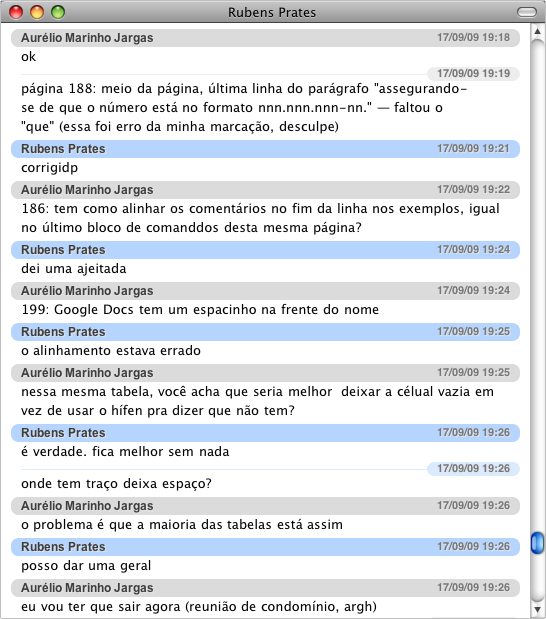 Rubens Prates
Aurélio Marinho Jargas 17/09/09 19:18
ok
17/09/09 19:19
página 188: meio da página, última linha do parágrafo "assegurando-
se de que o número está no formato nnn.nnn.nnn-nn." — faltou o
"que" (essa foi erro da minha marcação, desculpe)
Rubens Prates 17/09/09 19:21
corrigidp
Aurélio Marinho Jargas 17/09/09 19:22
186: tem como alinhar os comentários no fim da linha nos exemplos, igual
no último bloco de comanddos desta mesma página?
Rubens Prates 17/09/09 19:24
dei uma ajeitada
Aurélio Marinho Jargas 17/09/09 19:24
199: Google Docs tem um espacinho na frente do nome
Rubens Prates 17/09/09 19:25
o alinhamento estava errado
Aurélio Marinho Jargas 17/09/09 19:25
nessa mesma tabela, você acha que seria melhor  deixar a célual vazia em
vez de usar o hífen pra dizer que não tem?
Rubens Prates 17/09/09 19:26
é verdade. fica melhor sem nada
17/09/09 19:26
onde tem traço deixa espaço?
Aurélio Marinho Jargas 17/09/09 19:26
o problema é que a maioria das tabelas está assim
Rubens Prates 17/09/09 19:26
posso dar uma geral
Aurélio Marinho Jargas 17/09/09 19:26
eu vou ter que sair agora (reunião de condomínio, argh)